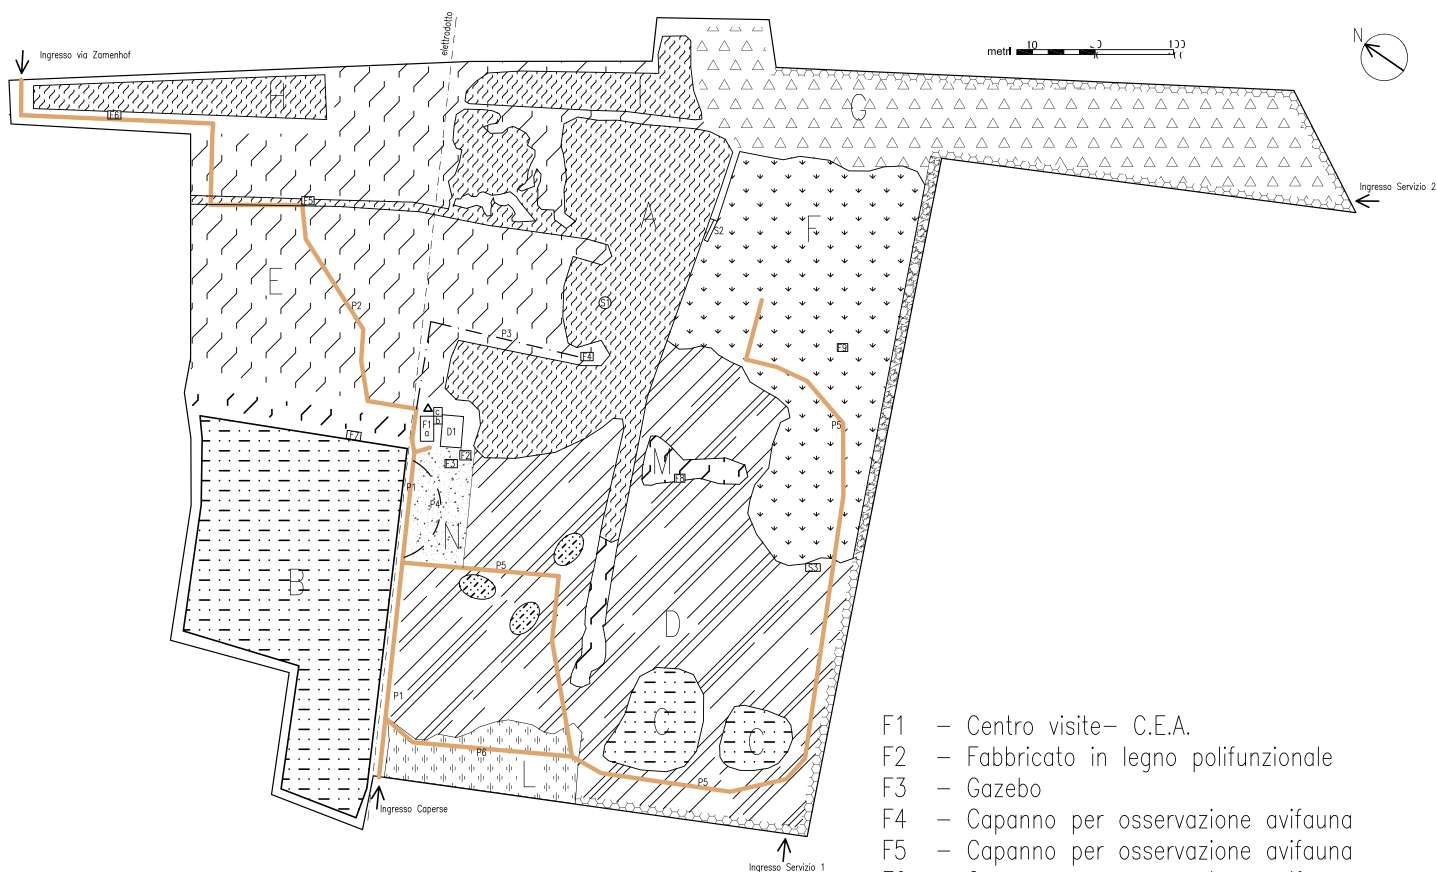 Ingresso via Zamenhof
elettrodotto
metri 10
N
H
F6
G
Ingresso Servizio 2
F5
A
S2
F
E
S1
P2
P3
F4
F9
c
b
F1
a
D1
P5
F7
F2
F3
M
F8
P1
P4
N
P5
S3
B
D
P1
C
C
P6
L
P5
Ingresso Caperse
Ingresso Servizio 1
F1 – Centro visite– C.E.A.
F2 – Fabbricato in legno polifunzionale
F3 – Gazebo
F4 – Capanno per osservazione avifauna
F5 – Capanno per osservazione avifauna